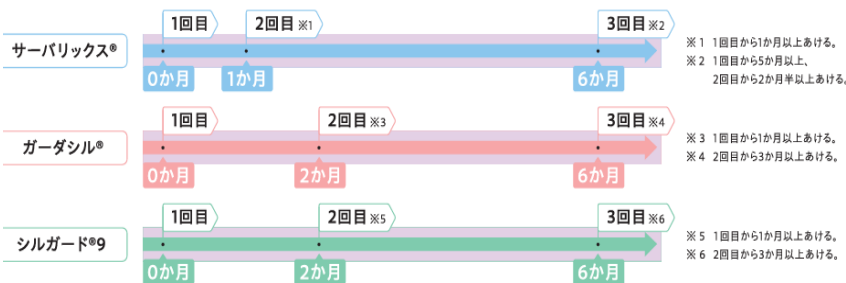 1回目
2回目 ※1
3回目 ※2
サーバリックス®
0か月
1か月
6か月
※1 1回目から1か月以上あける。
※2 1回目から5か月以上、
2回目から2か月半以上あける。
1回目
2回目 ※3
3回目 ※4
ガーダシル®
0か月
2か月
6か月
※3 1回目から1か月以上あける。
※4 2回目から3か月以上あける。
1回目
2回目 ※5
3回目 ※6
シルガード®9
0か月
2か月
6か月
※5 1回目から1か月以上あける。
※6 2回目から3か月以上あける。